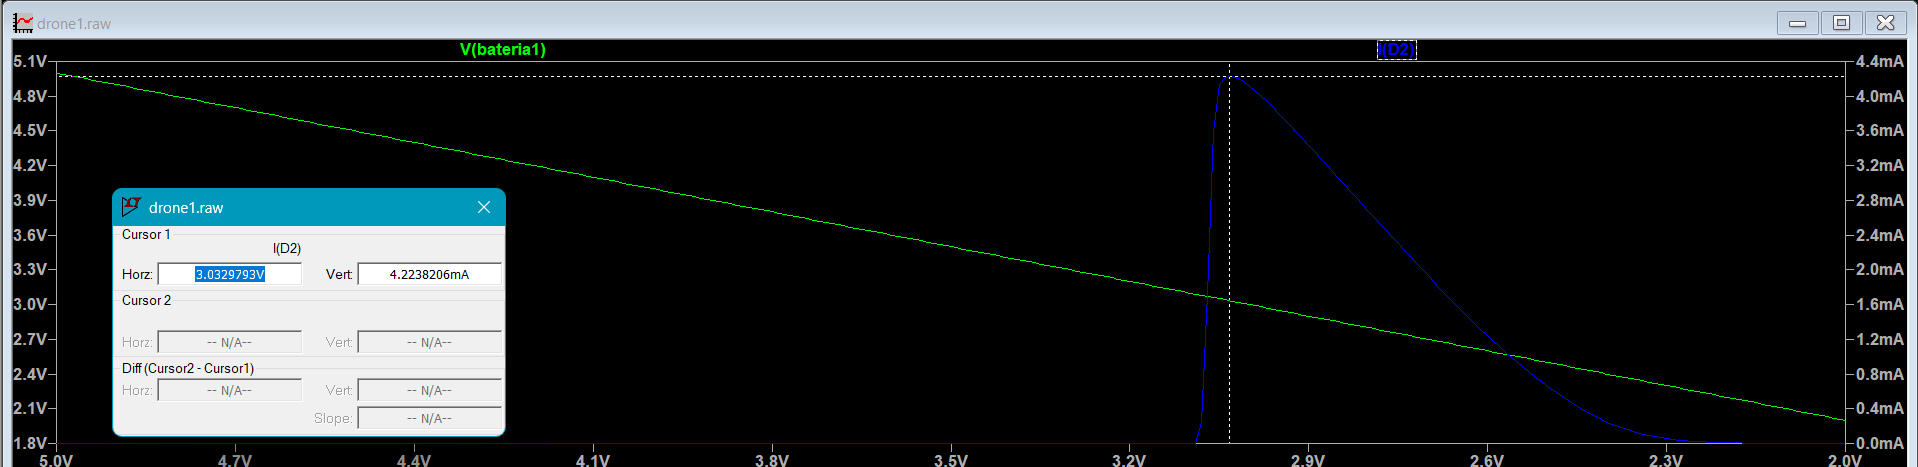 drone1.raw
V(bateria1) I(D2)
5.1V 4.4mA
4.8V 4.0mA
4.5V 3.6mA
4.2V 3.2mA
3.9V 2.8mA
3.6V 2.4mA
3.3V 2.0mA
3.0V 1.6mA
2.7V 1.2mA
2.4V 0.8mA
2.1V 0.4mA
1.8V 0.0mA
5.0V 4.7V 4.4V 4.1V 3.8V 3.5V 3.2V 2.9V 2.6V 2.3V 2.0V
drone1.raw
Cursor 1
I(D2)
Horz: 3.0329793V Vert: 4.2238206mA
Cursor 2
Horz: -- N/A-- Vert: -- N/A--
Diff (Cursor2 - Cursor1)
Horz: -- N/A-- Vert: -- N/A--
Slope: -- N/A--